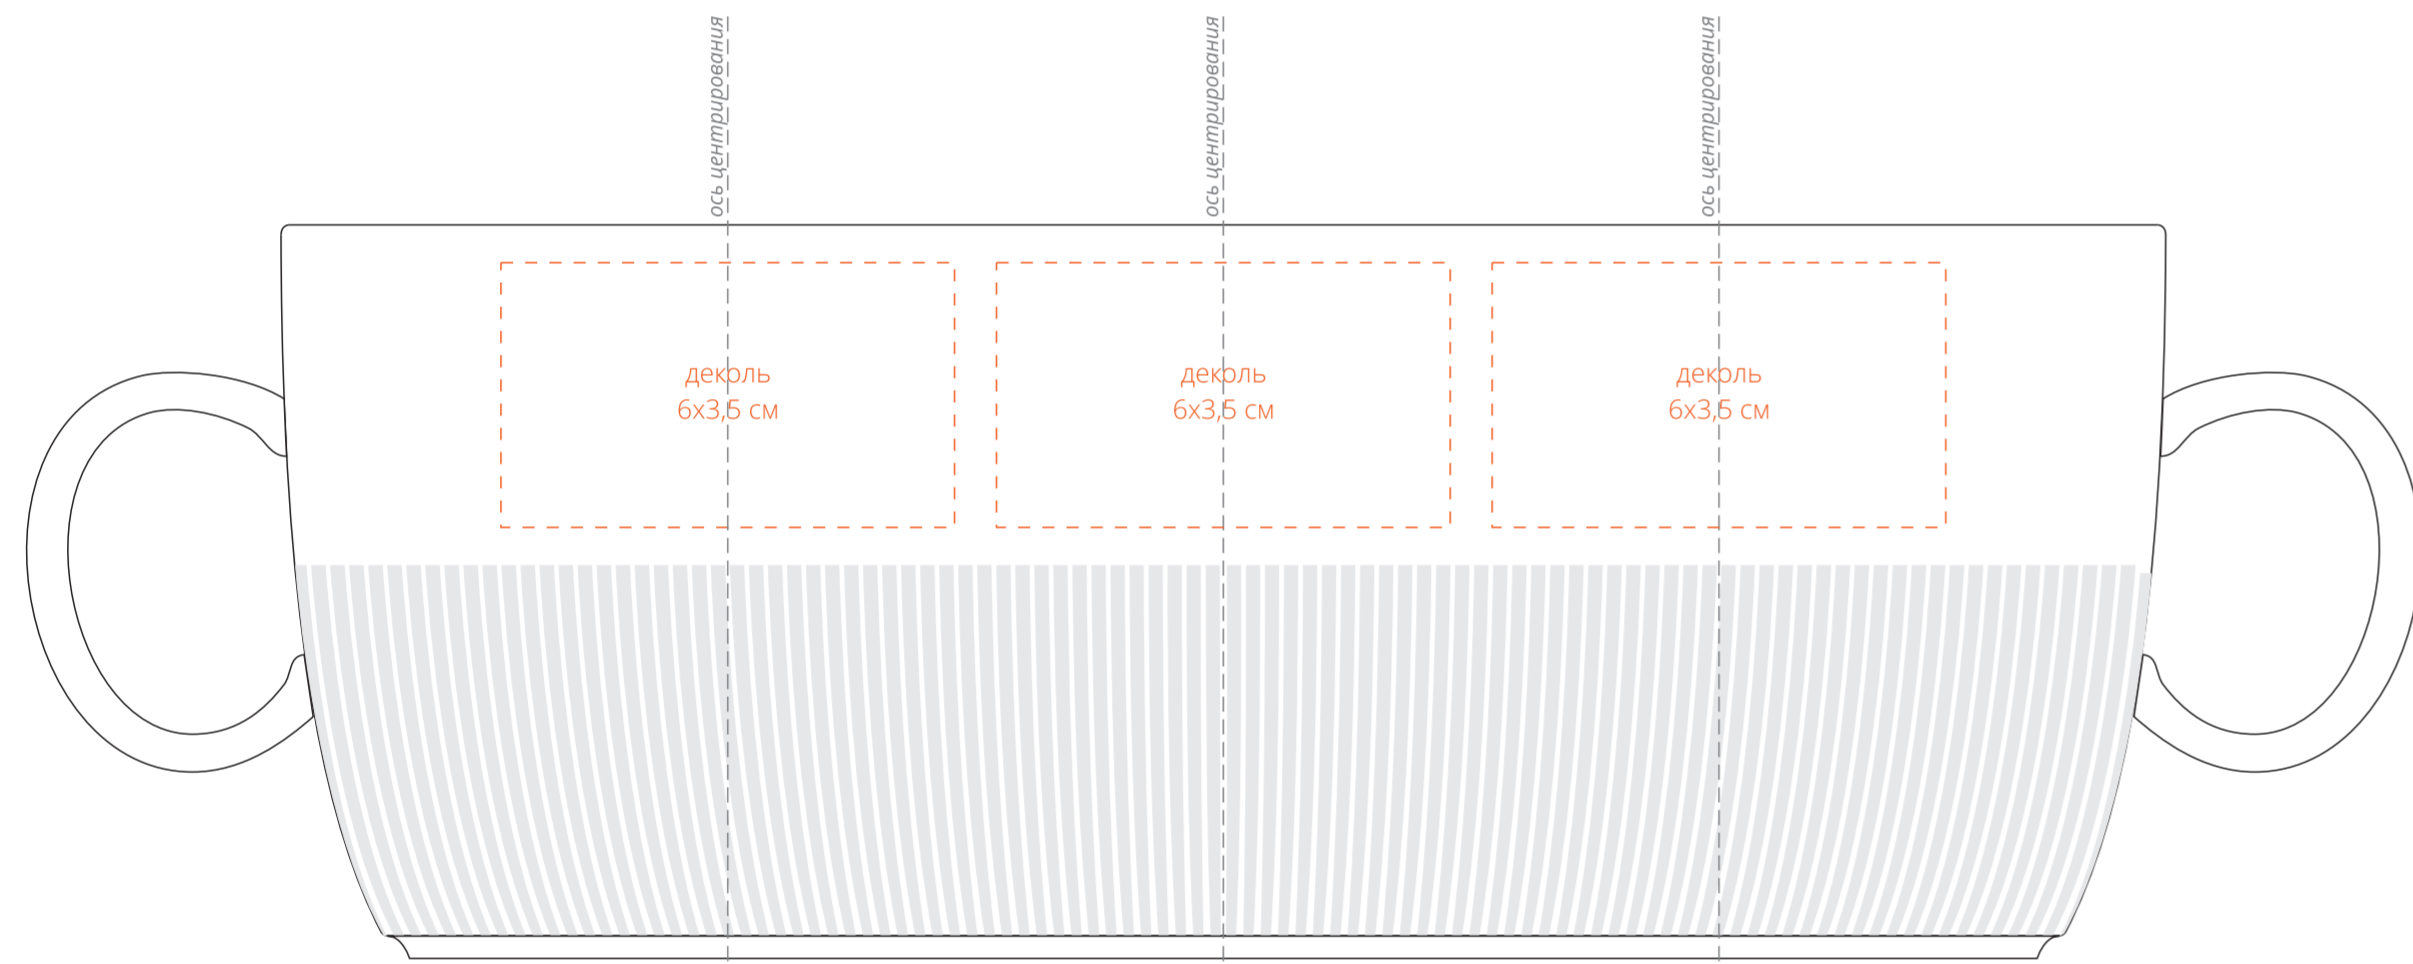 ось центрирования
ось центрирования
ось центрирования
деколь
6х3,5 см
деколь
6х3,5 см
деколь
6х3,5 см